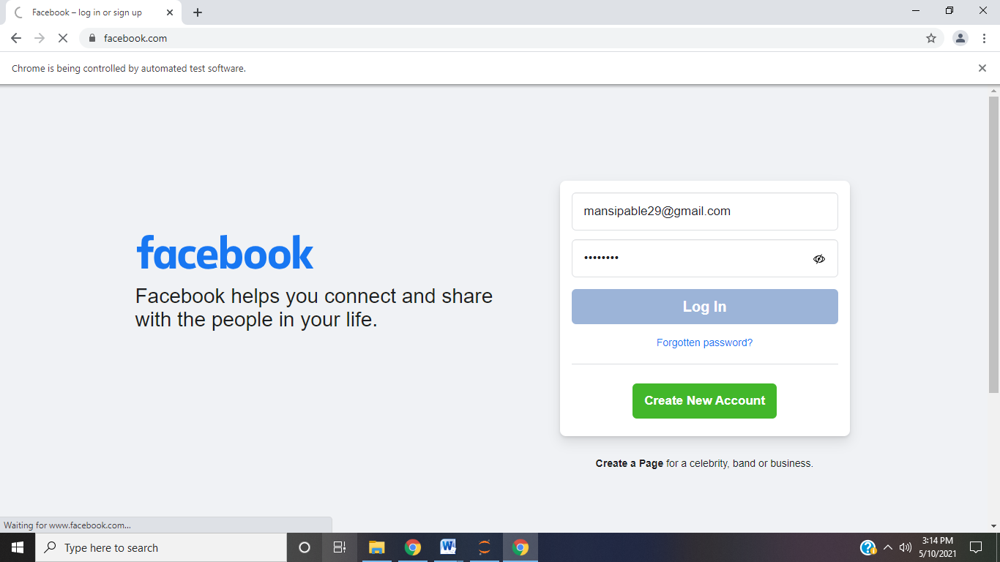 Facebook – log in or sign up
facebook.com
Chrome is being controlled by automated test software.
mansipable29@gmail.com
••••••••
facebook
Facebook helps you connect and share
with the people in your life.
Log In
Forgotten password?
Create New Account
Create a Page for a celebrity, band or business.
Waiting for www.facebook.com...
Type here to search
3:14 PM
5/10/2021